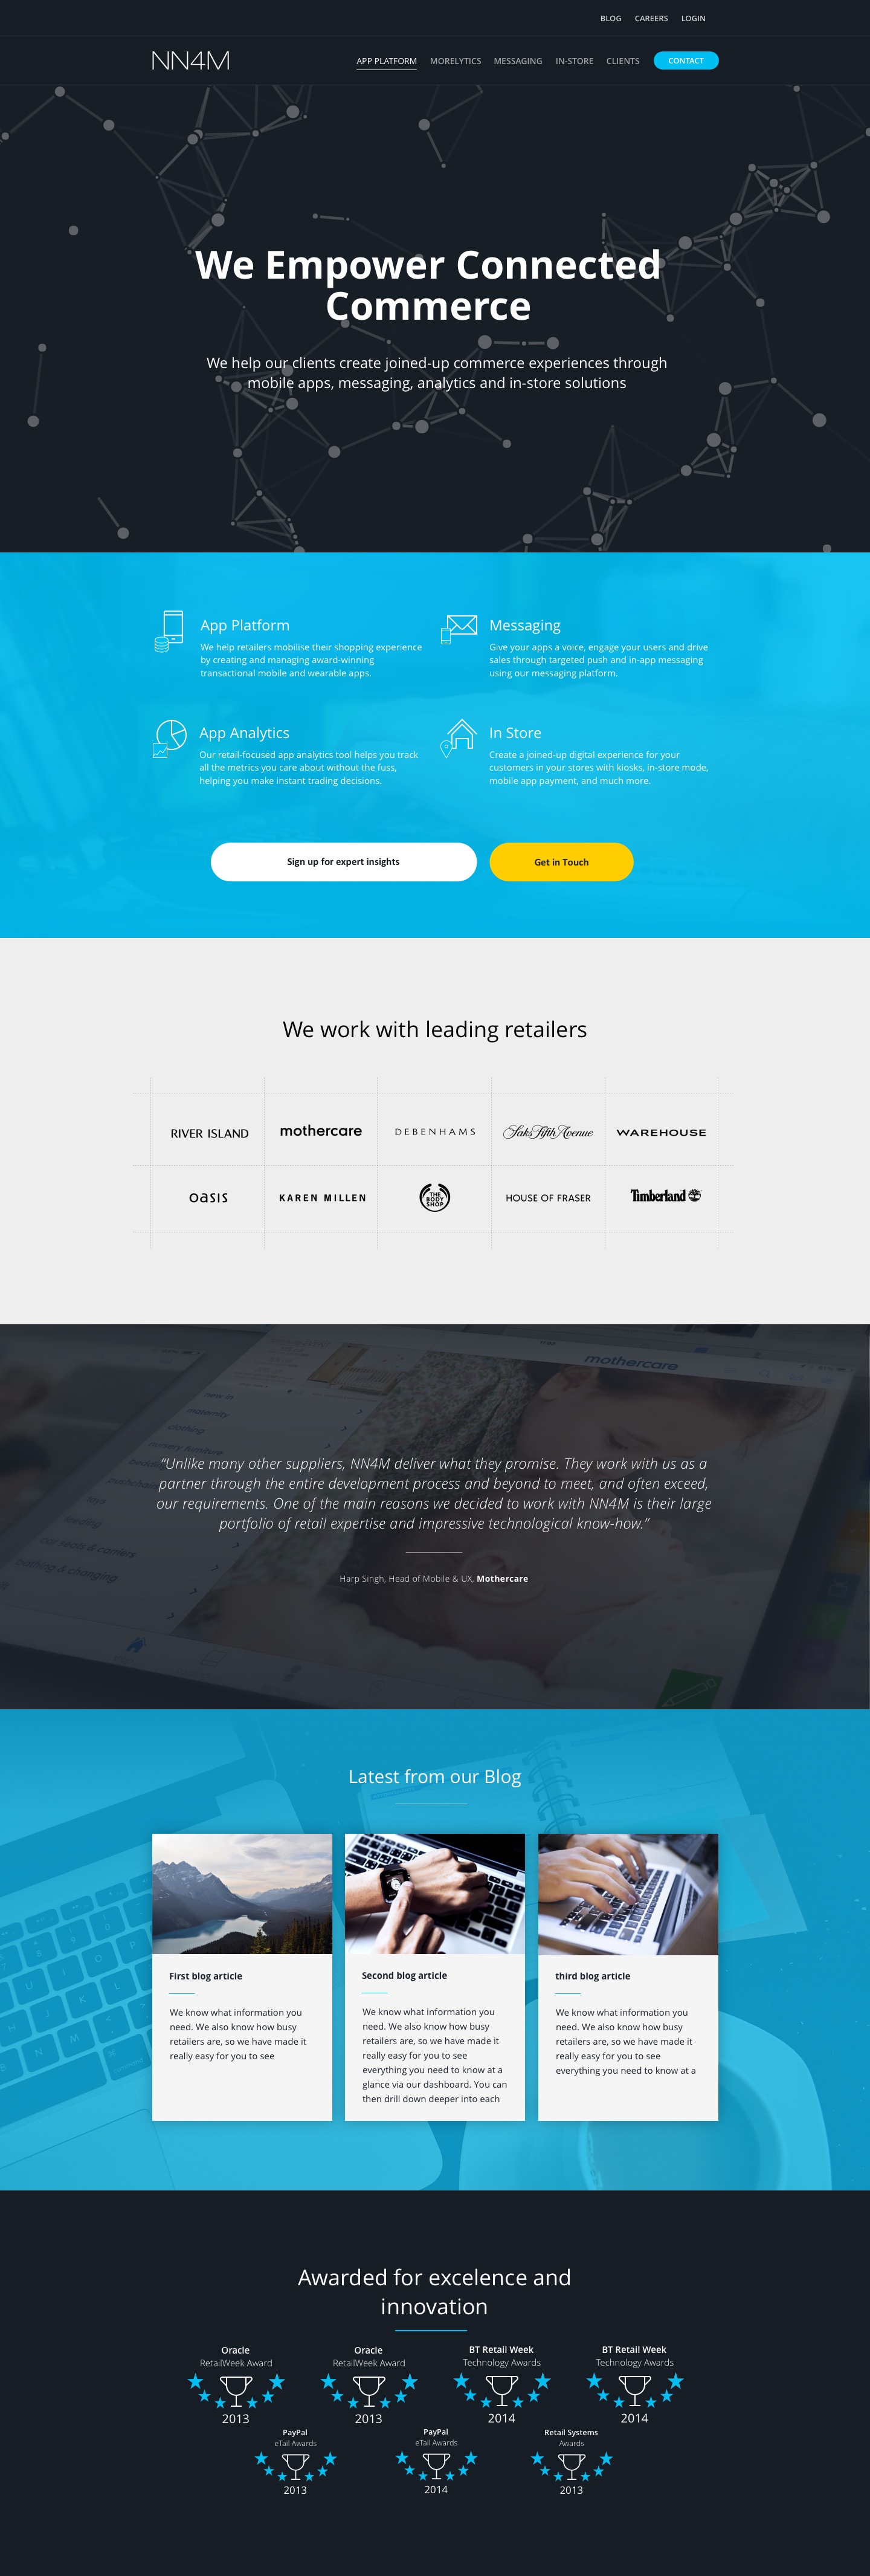 BLOG CAREERS LOGIN
NN4M
APP PLATFORM MORELYTICS MESSAGING IN-STORE CLIENTS CONTACT
We Empower Connected
Commerce
We help our clients create joined-up commerce experiences through
mobile apps, messaging, analytics and in-store solutions
App Platform
We help retailers mobilise their shopping experience
by creating and managing award-winning
transactional mobile and wearable apps.
Messaging
Give your apps a voice, engage your users and drive
sales through targeted push and in-app messaging
using our messaging platform.
App Analytics
Our retail-focused app analytics tool helps you track
all the metrics you care about without the fuss,
helping you make instant trading decisions.
In Store
Create a joined-up digital experience for your
customers in your stores with kiosks, in-store mode,
mobile app payment, and much more.
Sign up for expert insights
Get in Touch
We work with leading retailers
RIVER ISLAND
mothercare
DEBENHAMS
Saks Fifth Avenue
WAREHOUSE
oasis
KAREN MILLEN
THE
BODY
SHOP
HOUSE OF FRASER
Timberland
mothercare
new in
maternity
clothing
nursery furniture
car seats & carriers
bathing & changing
“Unlike many other suppliers, NN4M deliver what they promise. They work with us as a
partner through the entire development process and beyond to meet, and often exceed,
our requirements. One of the main reasons we decided to work with NN4M is their large
portfolio of retail expertise and impressive technological know-how.”
Harp Singh, Head of Mobile & UX, Mothercare
Latest from our Blog
First blog article
We know what information you
need. We also know how busy
retailers are, so we have made it
really easy for you to see
Second blog article
We know what information you
need. We also know how busy
retailers are, so we have made it
really easy for you to see
everything you need to know at a
glance via our dashboard. You can
then drill down deeper into each
third blog article
We know what information you
need. We also know how busy
retailers are, so we have made it
really easy for you to see
everything you need to know at a
Awarded for excelence and
innovation
Oracle
RetailWeek Award
2013
Oracle
RetailWeek Award
2013
BT Retail Week
Technology Awards
2014
BT Retail Week
Technology Awards
2014
PayPal
eTail Awards
2013
PayPal
eTail Awards
2014
Retail Systems
Awards
2013